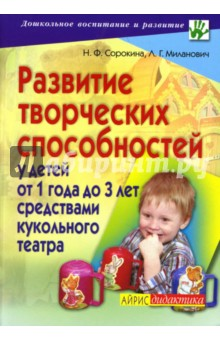 Дошкольное воспитание и развитие
Н. Ф. Сорокина, Л. Г. Миланович
Развитие
творческих
способностей
у детей
от 1 года до 3 лет
средствами
кукольного
театра
АЙРИС дидактика